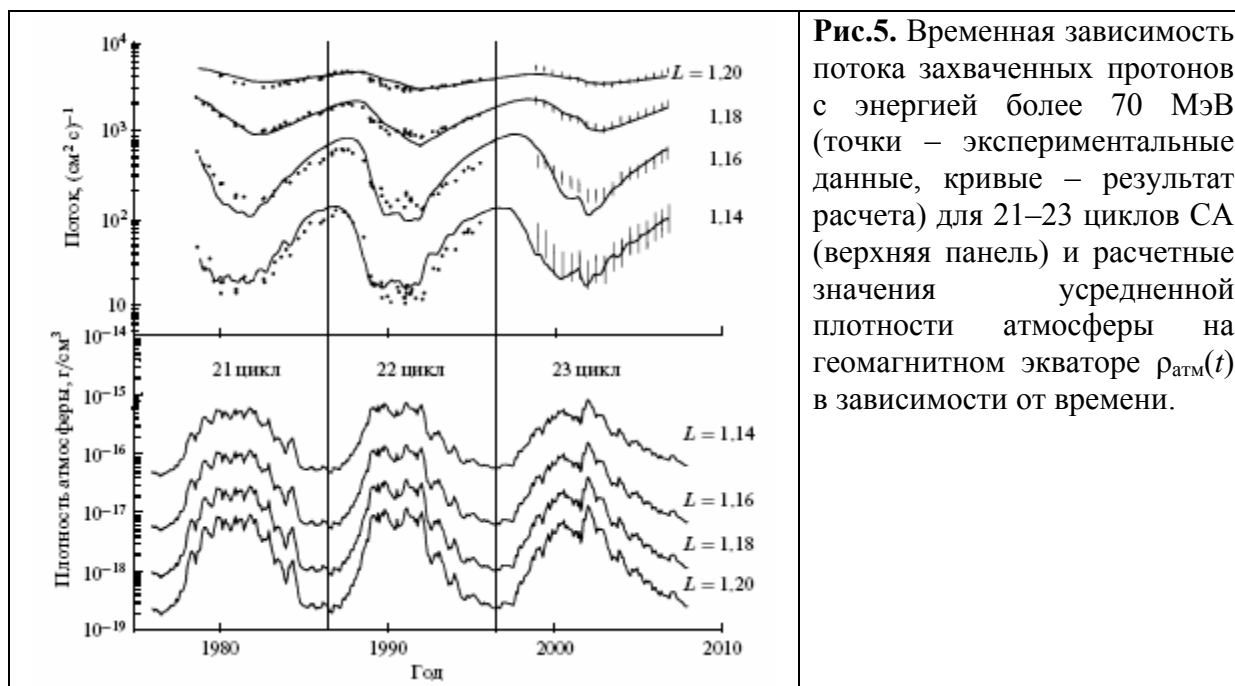 10⁴
10³
10²
10
10⁻¹⁴
10⁻¹⁵
10⁻¹⁶
10⁻¹⁷
10⁻¹⁸
10⁻¹⁹
Поток, (см² с)⁻¹
Плотность атмосферы, г/см³
L = 1,20
1,18
1,16
1,14
21 цикл
22 цикл
23 цикл
L = 1,14
L = 1,16
L = 1,18
L = 1,20
1980
1990
2000
2010
Год
Рис.5. Временная зависимость
потока захваченных протонов
с энергией более 70 МэВ
(точки – экспериментальные
данные, кривые – результат
расчета) для 21–23 циклов СА
(верхняя панель) и расчетные
значения усредненной
плотности атмосферы на
геомагнитном экваторе ρатм(t)
в зависимости от времени.